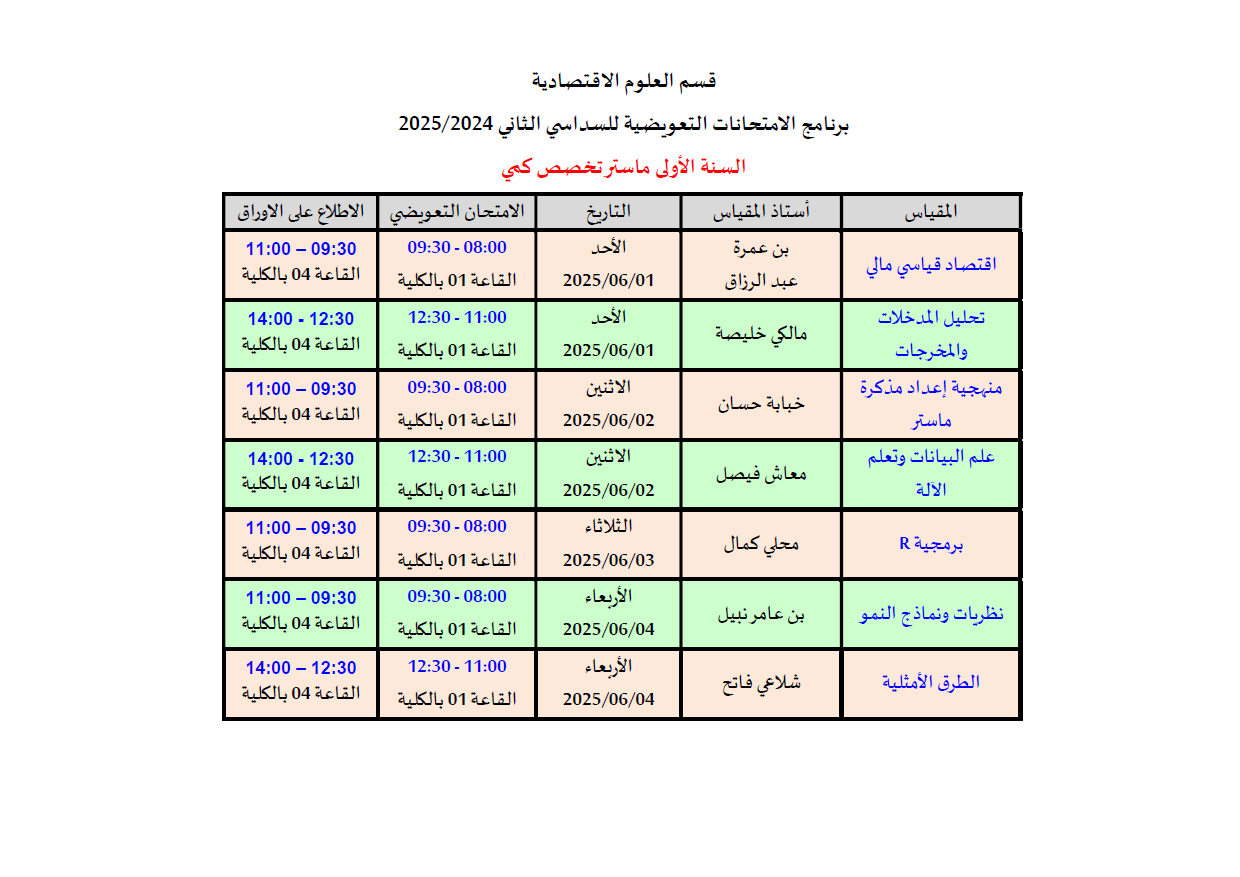 قسم العلوم الاقتصادية
برنامج الامتحانات التعويضية للسداسي الثاني 2025/2024
السنة الأولى ماستر تخصص كمي
المقياس أستاذ المقياس التاريخ الامتحان التعويضي الاطلاع على الاوراق
اقتصاد قياسي مالي
بن عمرة
عبد الرزاق
الأحد
2025/06/01
09:30 - 08:00
القاعة 01 بالكلية
11:00 – 09:30
القاعة 04 بالكلية
تحليل المدخلات
والمخرجات
مالكي خليصة
الأحد
2025/06/01
12:30 - 11:00
القاعة 01 بالكلية
14:00 - 12:30
القاعة 04 بالكلية
منهجية إعداد مذكرة
ماستر
خبابة حسان
الاثنين
2025/06/02
09:30 - 08:00
القاعة 01 بالكلية
11:00 – 09:30
القاعة 04 بالكلية
علم البيانات وتعلم
الآلة
معاش فيصل
الاثنين
2025/06/02
12:30 - 11:00
القاعة 01 بالكلية
14:00 - 12:30
القاعة 04 بالكلية
برمجية R
محلي كمال
الثلاثاء
2025/06/03
09:30 - 08:00
القاعة 01 بالكلية
11:00 – 09:30
القاعة 04 بالكلية
نظريات ونماذج النمو
بن عامر نبيل
الأربعاء
2025/06/04
09:30 - 08:00
القاعة 01 بالكلية
11:00 – 09:30
القاعة 04 بالكلية
الطرق الأمثلية
شلاعي فاتح
الأربعاء
2025/06/04
12:30 - 11:00
القاعة 01 بالكلية
14:00 – 12:30
القاعة 04 بالكلية